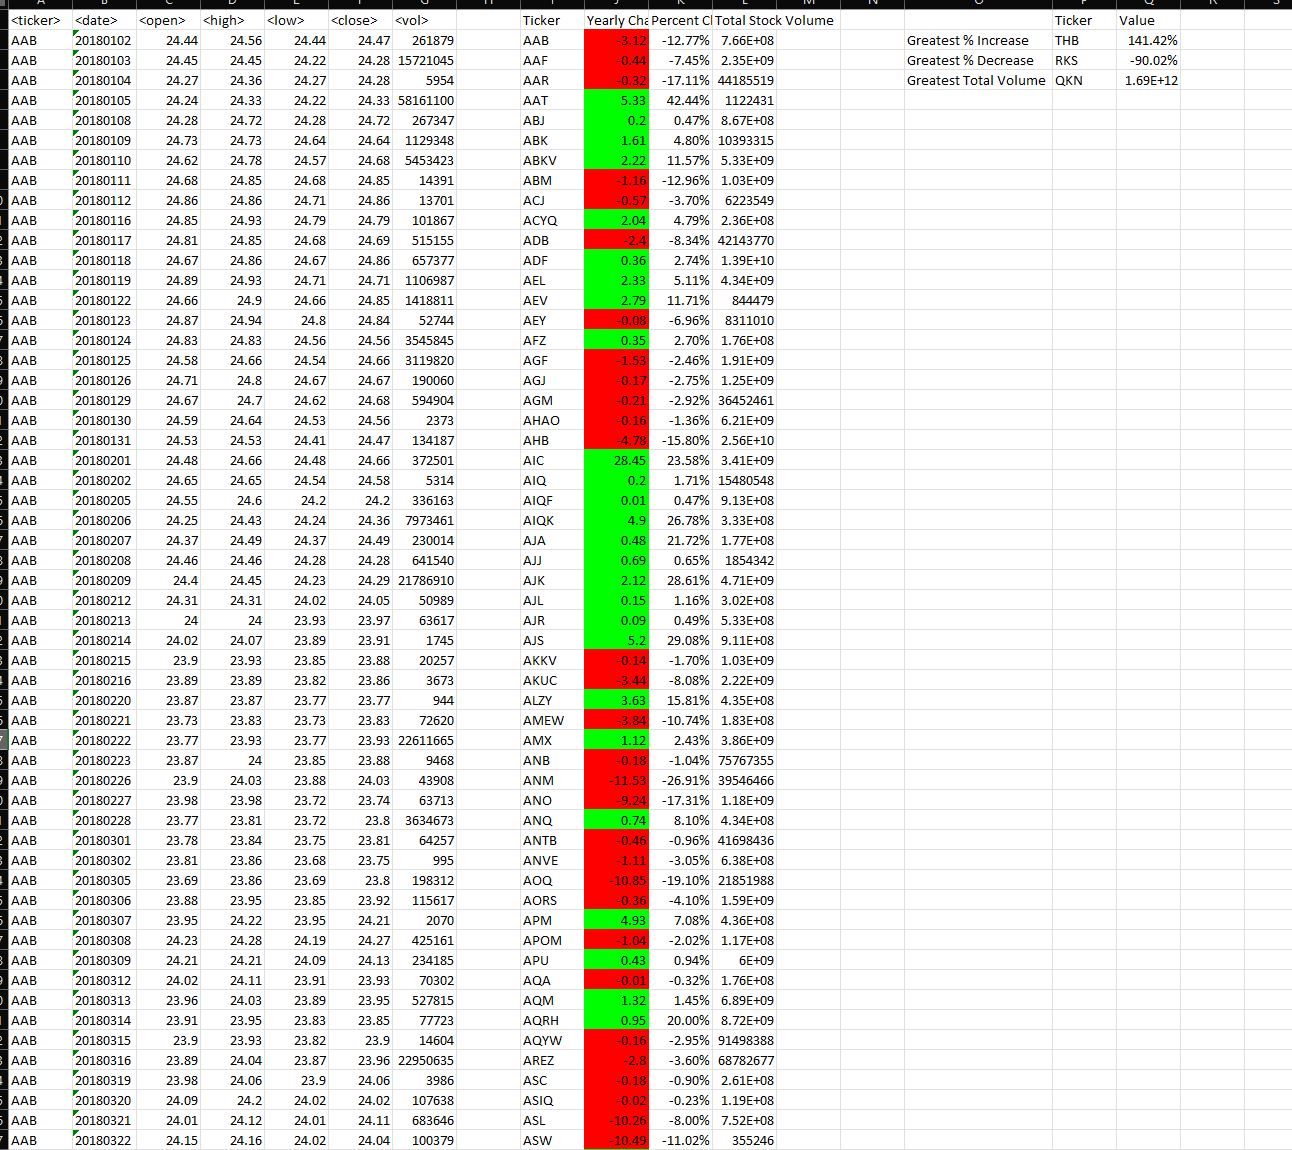 <ticker> <date> <open> <high> <low> <close> <vol> Ticker Yearly Cha Percent Cl Total Stock Volume Ticker Value
AAB 20180102 24.44 24.56 24.44 24.47 261879 AAB -3.12 -12.77% 7.66E+08 Greatest % Increase THB 141.42%
AAB 20180103 24.45 24.45 24.22 24.28 15721045 AAF -0.44 -7.45% 2.35E+09 Greatest % Decrease RKS -90.02%
AAB 20180104 24.27 24.36 24.27 24.28 5954 AAR -0.32 -17.11% 44185519 Greatest Total Volume QKN 1.69E+12
AAB 20180105 24.24 24.33 24.22 24.33 58161100 AAT 5.33 42.44% 1122431
AAB 20180108 24.28 24.72 24.28 24.72 267347 ABJ 0.2 0.47% 8.67E+08
AAB 20180109 24.73 24.73 24.64 24.64 1129348 ABK 1.61 4.80% 10393315
AAB 20180110 24.62 24.78 24.57 24.68 5453423 ABKV 2.22 11.57% 5.33E+09
AAB 20180111 24.68 24.85 24.68 24.85 14391 ABM -1.16 -12.96% 1.03E+09
AAB 20180112 24.86 24.86 24.71 24.86 13701 ACJ -0.57 -3.70% 6223549
AAB 20180116 24.85 24.93 24.79 24.79 101867 ACYQ 2.04 4.79% 2.36E+08
AAB 20180117 24.81 24.85 24.68 24.69 515155 ADB -2.4 -8.34% 42143770
AAB 20180118 24.67 24.86 24.67 24.86 657377 ADF 0.36 2.74% 1.39E+10
AAB 20180119 24.89 24.93 24.71 24.71 1106987 AEL 2.33 5.11% 4.34E+09
AAB 20180122 24.66 24.9 24.66 24.85 1418811 AEV 2.79 11.71% 844479
AAB 20180123 24.87 24.94 24.8 24.84 52744 AEY -0.08 -6.96% 8311010
AAB 20180124 24.83 24.83 24.56 24.56 3545845 AFZ 0.35 2.70% 1.76E+08
AAB 20180125 24.58 24.66 24.54 24.66 3119820 AGF -1.53 -2.46% 1.91E+09
AAB 20180126 24.71 24.8 24.67 24.67 190060 AGJ -0.17 -2.75% 1.25E+09
AAB 20180129 24.67 24.7 24.62 24.68 594904 AGM -0.21 -2.92% 36452461
AAB 20180130 24.59 24.64 24.53 24.56 2373 AHAO -0.16 -1.36% 6.21E+09
AAB 20180131 24.53 24.53 24.41 24.47 134187 AHB -4.78 -15.80% 2.56E+10
AAB 20180201 24.48 24.66 24.48 24.66 372501 AIC 28.45 23.58% 3.41E+09
AAB 20180202 24.65 24.65 24.54 24.58 5314 AIQ 0.2 1.71% 15480548
AAB 20180205 24.55 24.6 24.2 24.2 336163 AIQF 0.01 0.47% 9.13E+08
AAB 20180206 24.25 24.43 24.24 24.36 7973461 AIQK 4.9 26.78% 3.33E+08
AAB 20180207 24.37 24.49 24.37 24.49 230014 AJA 0.48 21.72% 1.77E+08
AAB 20180208 24.46 24.46 24.28 24.28 641540 AJJ 0.69 0.65% 1854342
AAB 20180209 24.4 24.45 24.23 24.29 21786910 AJK 2.12 28.61% 4.71E+09
AAB 20180212 24.31 24.31 24.02 24.05 50989 AJL 0.15 1.16% 3.02E+08
AAB 20180213 24 24 23.93 23.97 63617 AJR 0.09 0.49% 5.33E+08
AAB 20180214 24.02 24.07 23.89 23.91 1745 AJS 5.2 29.08% 9.11E+08
AAB 20180215 23.9 23.93 23.85 23.88 20257 AKKV -0.14 -1.70% 1.03E+09
AAB 20180216 23.89 23.89 23.82 23.86 3673 AKUC -3.44 -8.08% 2.22E+09
AAB 20180220 23.87 23.87 23.77 23.77 944 ALZY 3.63 15.81% 4.35E+08
AAB 20180221 23.73 23.83 23.73 23.83 72620 AMEW -3.84 -10.74% 1.83E+08
AAB 20180222 23.77 23.93 23.77 23.93 22611665 AMX 1.12 2.43% 3.86E+09
AAB 20180223 23.87 24 23.85 23.88 9468 ANB -0.18 -1.04% 75767355
AAB 20180226 23.9 24.03 23.88 24.03 43908 ANM -11.53 -26.91% 39546466
AAB 20180227 23.98 23.98 23.72 23.74 63713 ANO -9.24 -17.31% 1.18E+09
AAB 20180228 23.77 23.81 23.72 23.8 3634673 ANQ 0.74 8.10% 4.34E+08
AAB 20180301 23.78 23.84 23.75 23.81 64257 ANTB -0.46 -0.96% 41698436
AAB 20180302 23.81 23.86 23.68 23.75 995 ANVE -1.11 -3.05% 6.38E+08
AAB 20180305 23.69 23.86 23.69 23.8 198312 AOQ -10.85 -19.10% 21851988
AAB 20180306 23.88 23.95 23.85 23.92 115617 AORS -0.36 -4.10% 1.59E+09
AAB 20180307 23.95 24.22 23.95 24.21 2070 APM 4.93 7.08% 4.36E+08
AAB 20180308 24.23 24.28 24.19 24.27 425161 APOM -1.04 -2.02% 1.17E+08
AAB 20180309 24.21 24.21 24.09 24.13 234185 APU 0.43 0.94% 6E+09
AAB 20180312 24.02 24.11 23.91 23.93 70302 AQA -0.01 -0.32% 1.76E+08
AAB 20180313 23.96 24.03 23.89 23.95 527815 AQM 1.32 1.45% 6.89E+09
AAB 20180314 23.91 23.95 23.83 23.85 77723 AQRH 0.95 20.00% 8.72E+09
AAB 20180315 23.9 23.93 23.82 23.9 14604 AQYW -0.16 -2.95% 91498388
AAB 20180316 23.89 24.04 23.87 23.96 22950635 AREZ -2.8 -3.60% 68782677
AAB 20180319 23.98 24.06 23.9 24.06 3986 ASC -0.18 -0.90% 2.61E+08
AAB 20180320 24.09 24.2 24.02 24.02 107638 ASIQ -0.02 -0.23% 1.19E+08
AAB 20180321 24.01 24.12 24.01 24.11 683646 ASL -10.26 -8.00% 7.52E+08
AAB 20180322 24.15 24.16 24.02 24.04 100379 ASW -10.49 -11.02% 355246